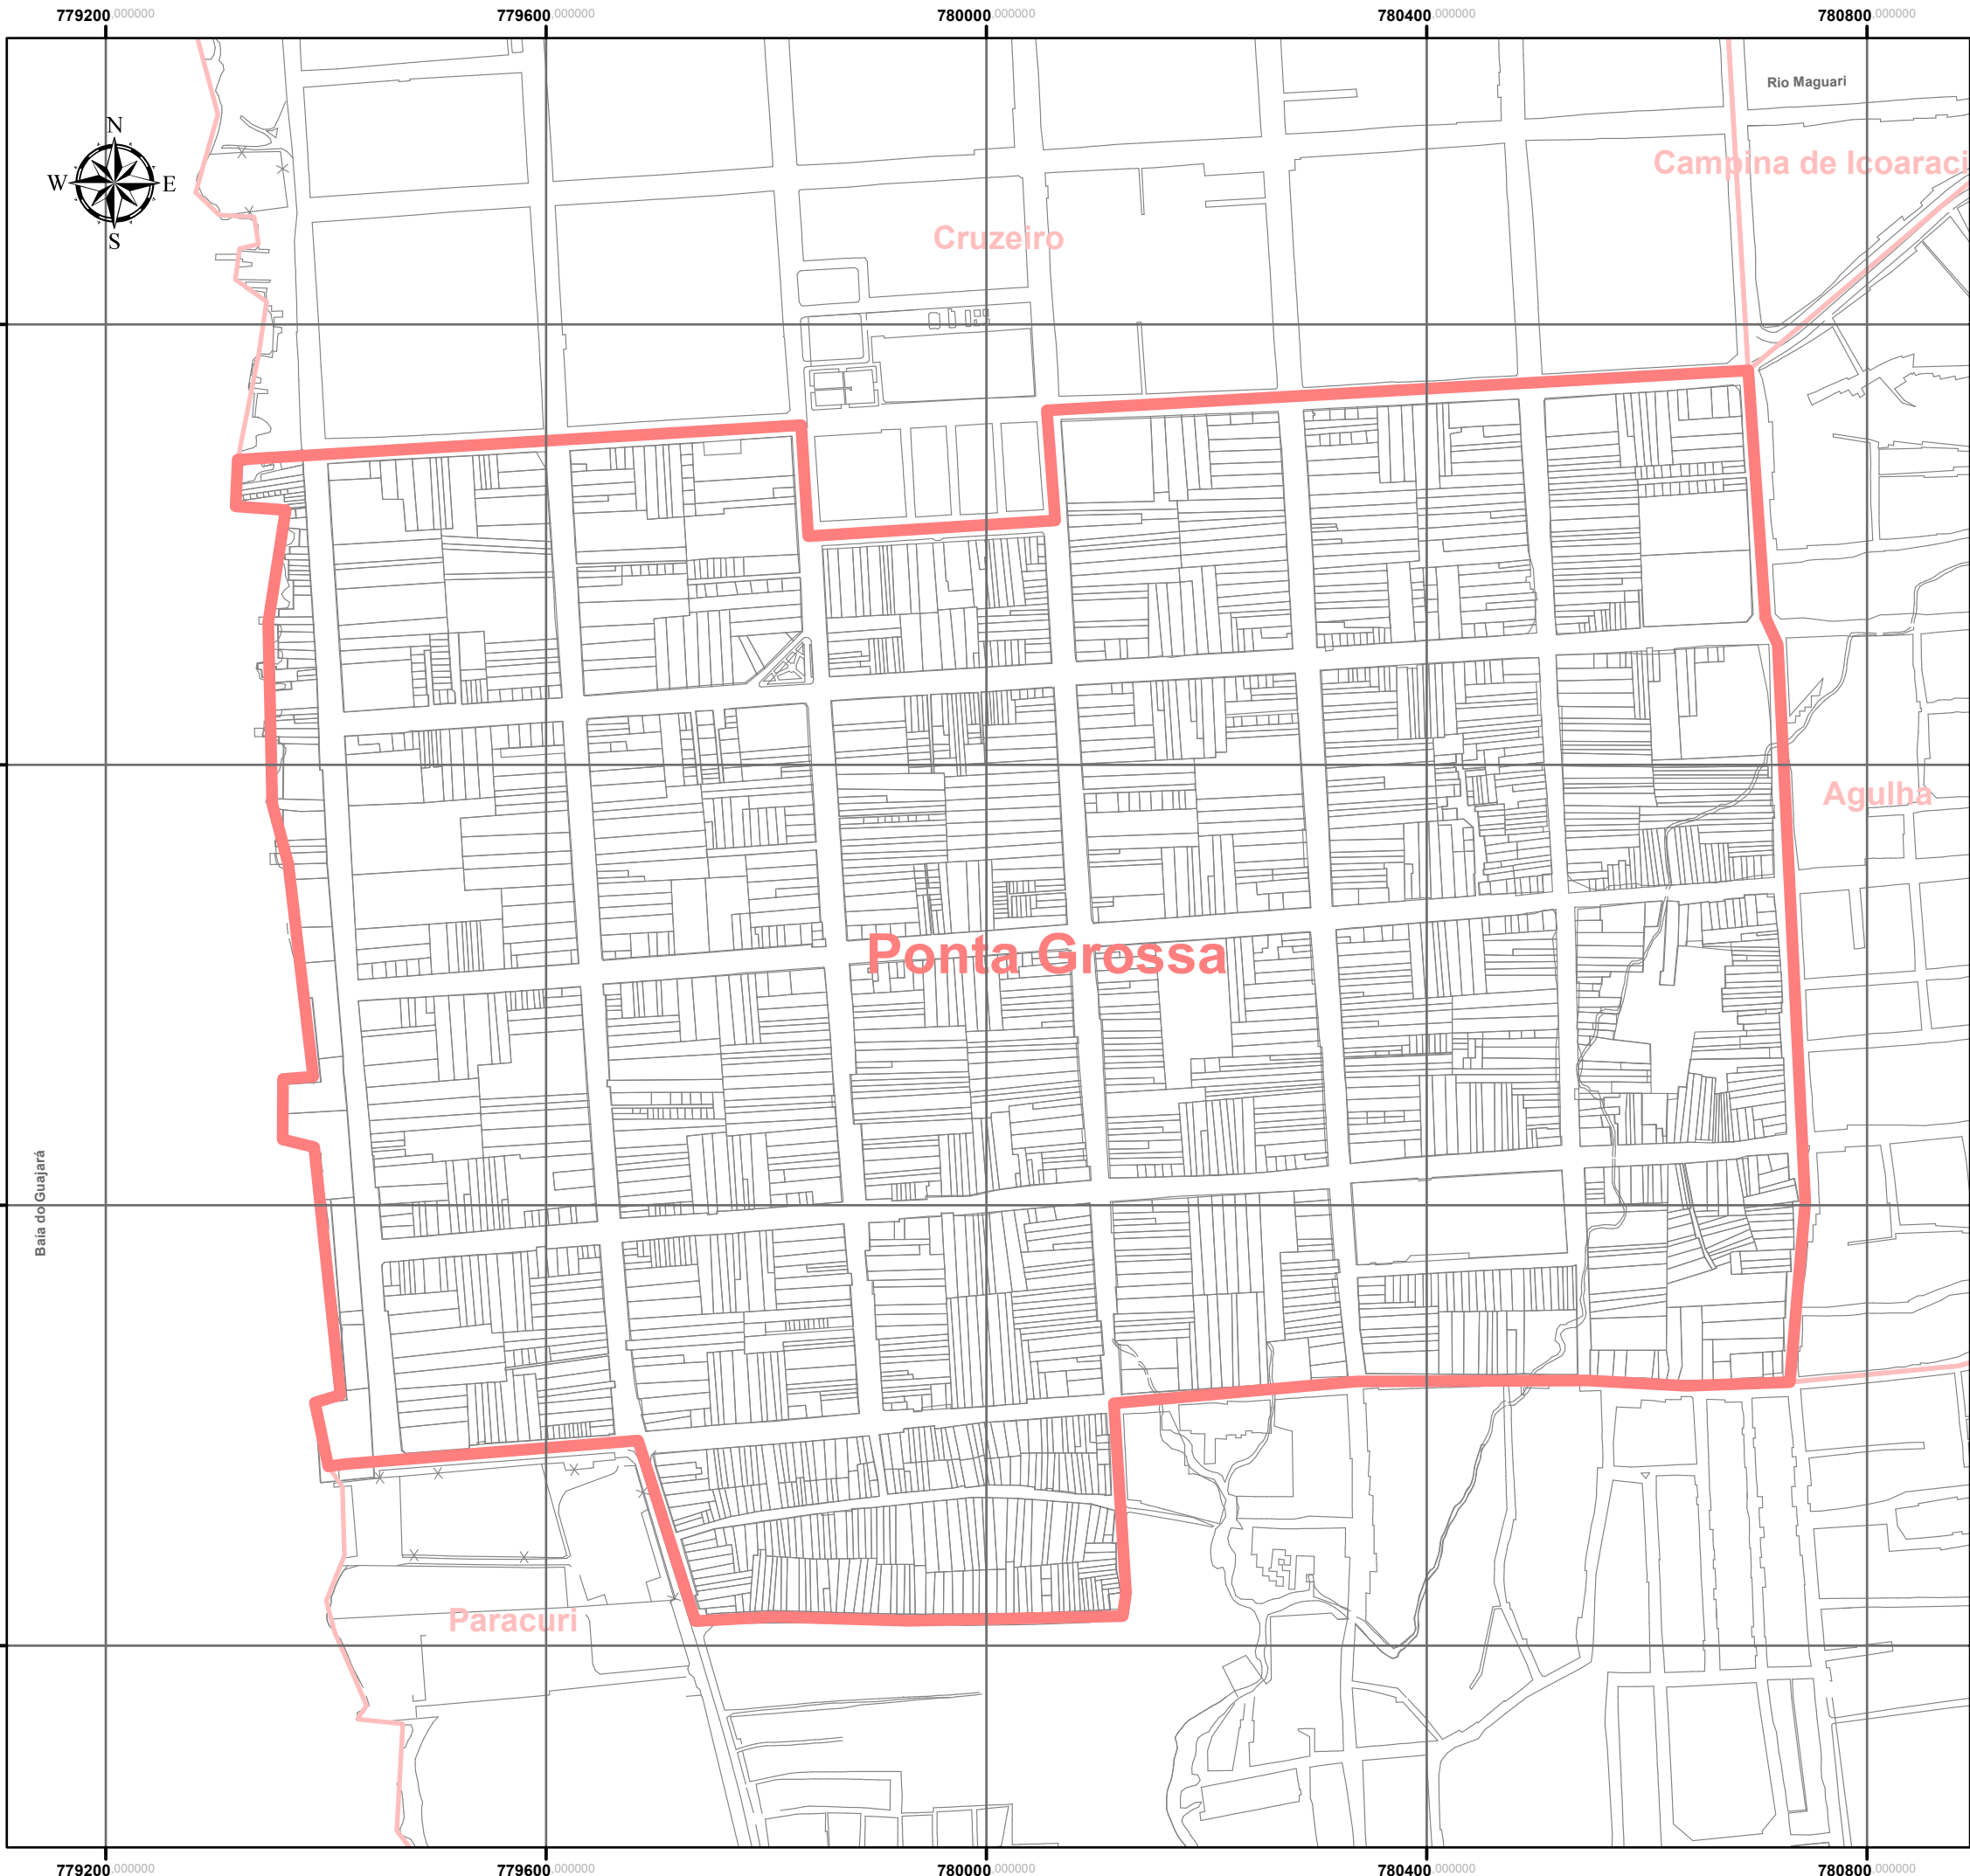 779200.000000
779600.000000
780000.000000
780400.000000
780800.000000
Rio Maguari
N
W
E
S
Campina de Icoaraci
Cruzeiro
Agulha
Ponta Grossa
Baía do Guajará
Paracuri
779200.000000
779600.000000
780000.000000
780400.000000
780800.000000